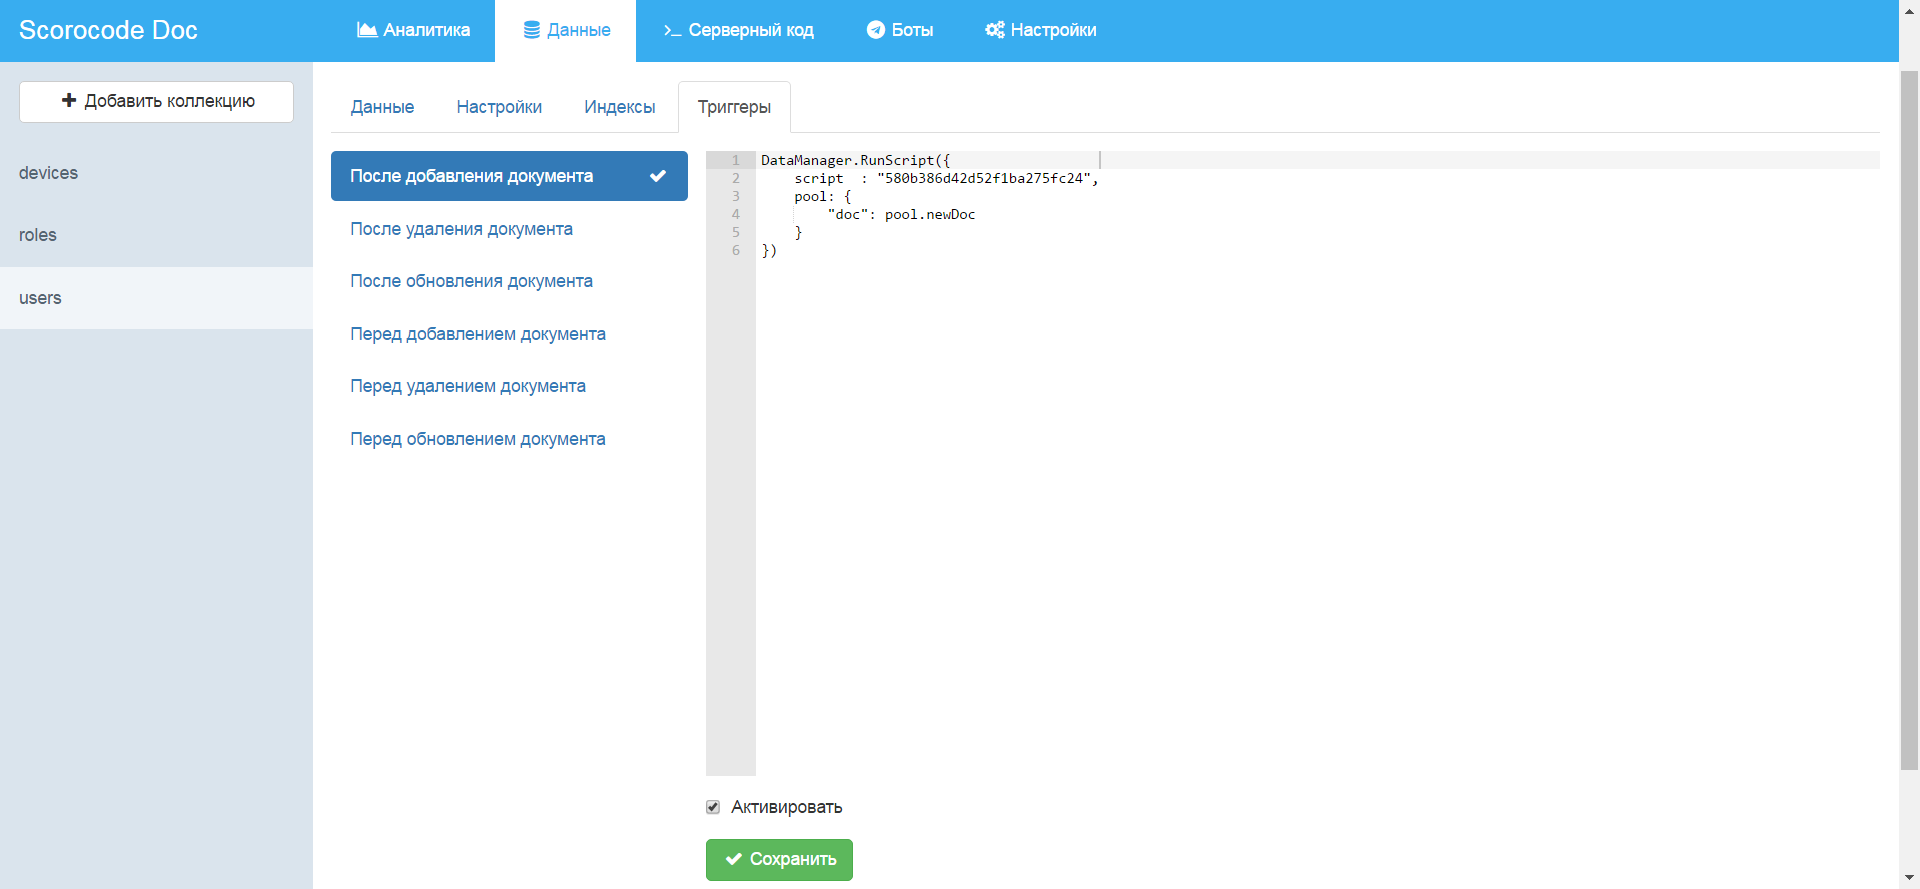 Scorocode Doc
Аналитика
Данные
Серверный код
Боты
Настройки
Добавить коллекцию
devices
roles
users
Данные
Настройки
Индексы
Триггеры
После добавления документа
После удаления документа
После обновления документа
Перед добавлением документа
Перед удалением документа
Перед обновлением документа
1 DataManager.RunScript({
2     script  : "580b386d42d52f1ba275fc24",
3     pool: {
4         "doc": pool.newDoc
5     }
6 })
Активировать
Сохранить